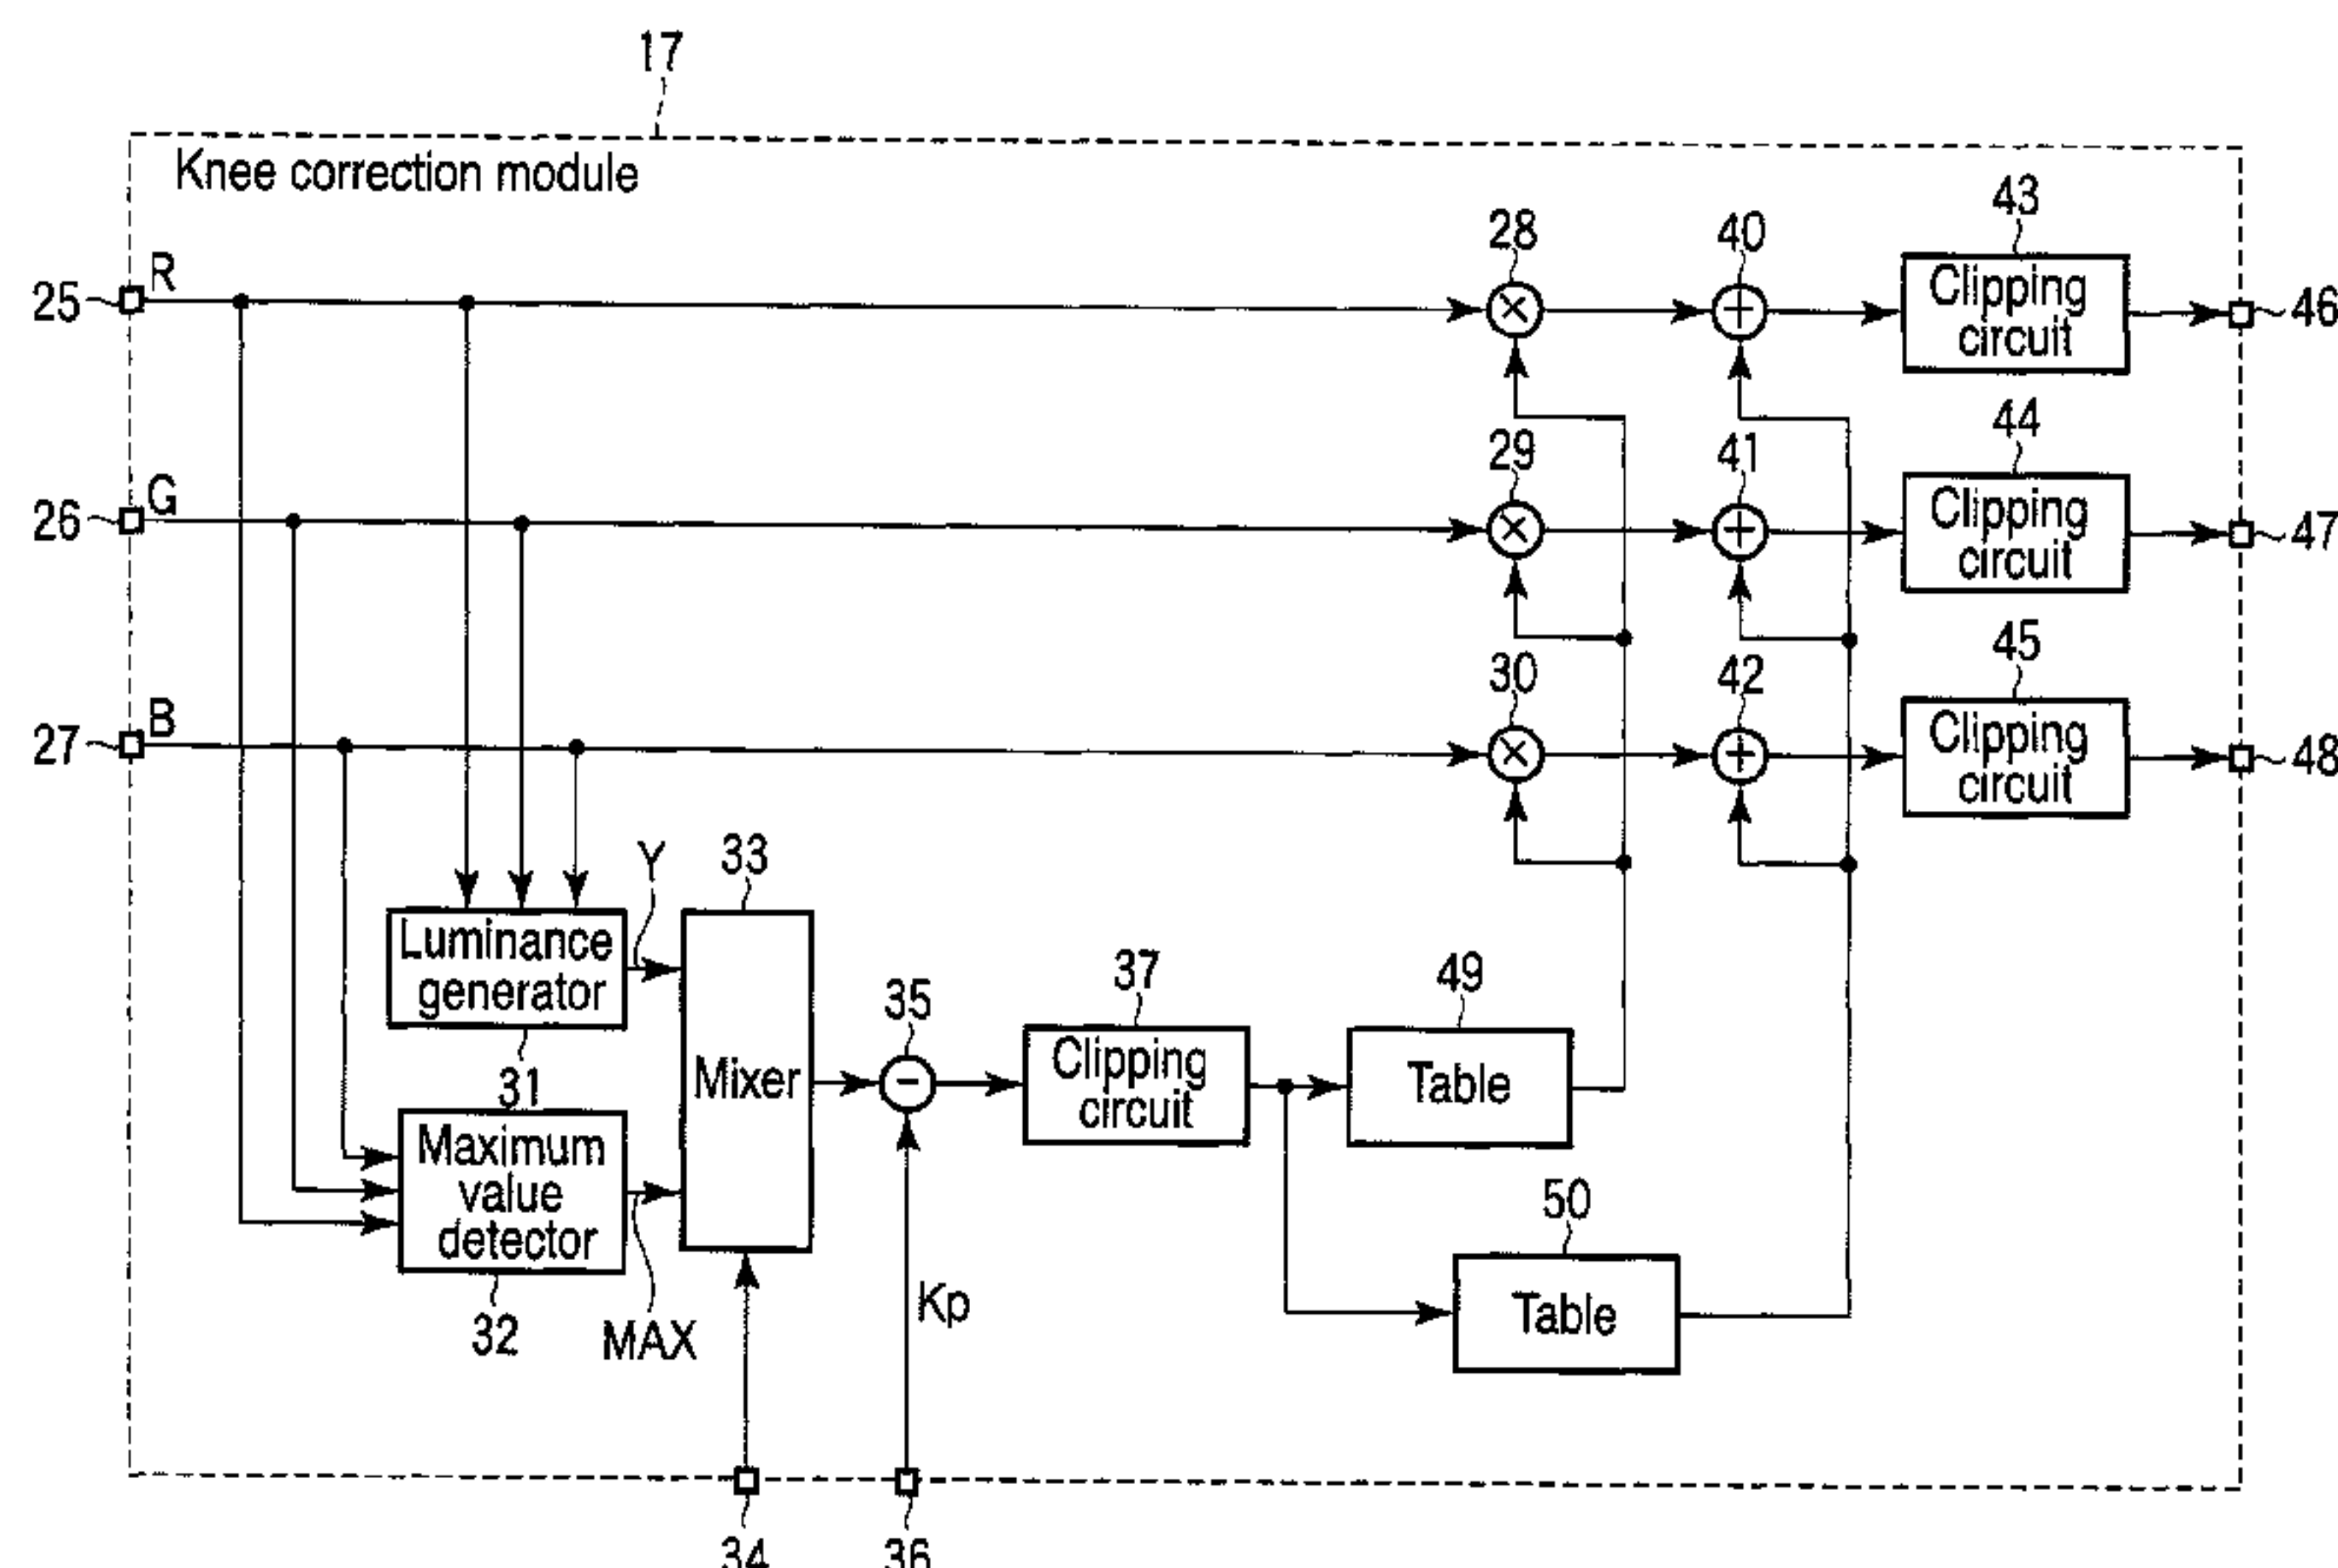 17
Knee correction module
25
R
28
40
43
Clipping
circuit
46
26
G
29
41
44
Clipping
circuit
47
27
B
30
42
45
Clipping
circuit
48
Luminance
generator
31
Y
33
Mixer
35
37
Clipping
circuit
49
Table
Maximum
value
detector
32
MAX
Kp
50
Table
34
36